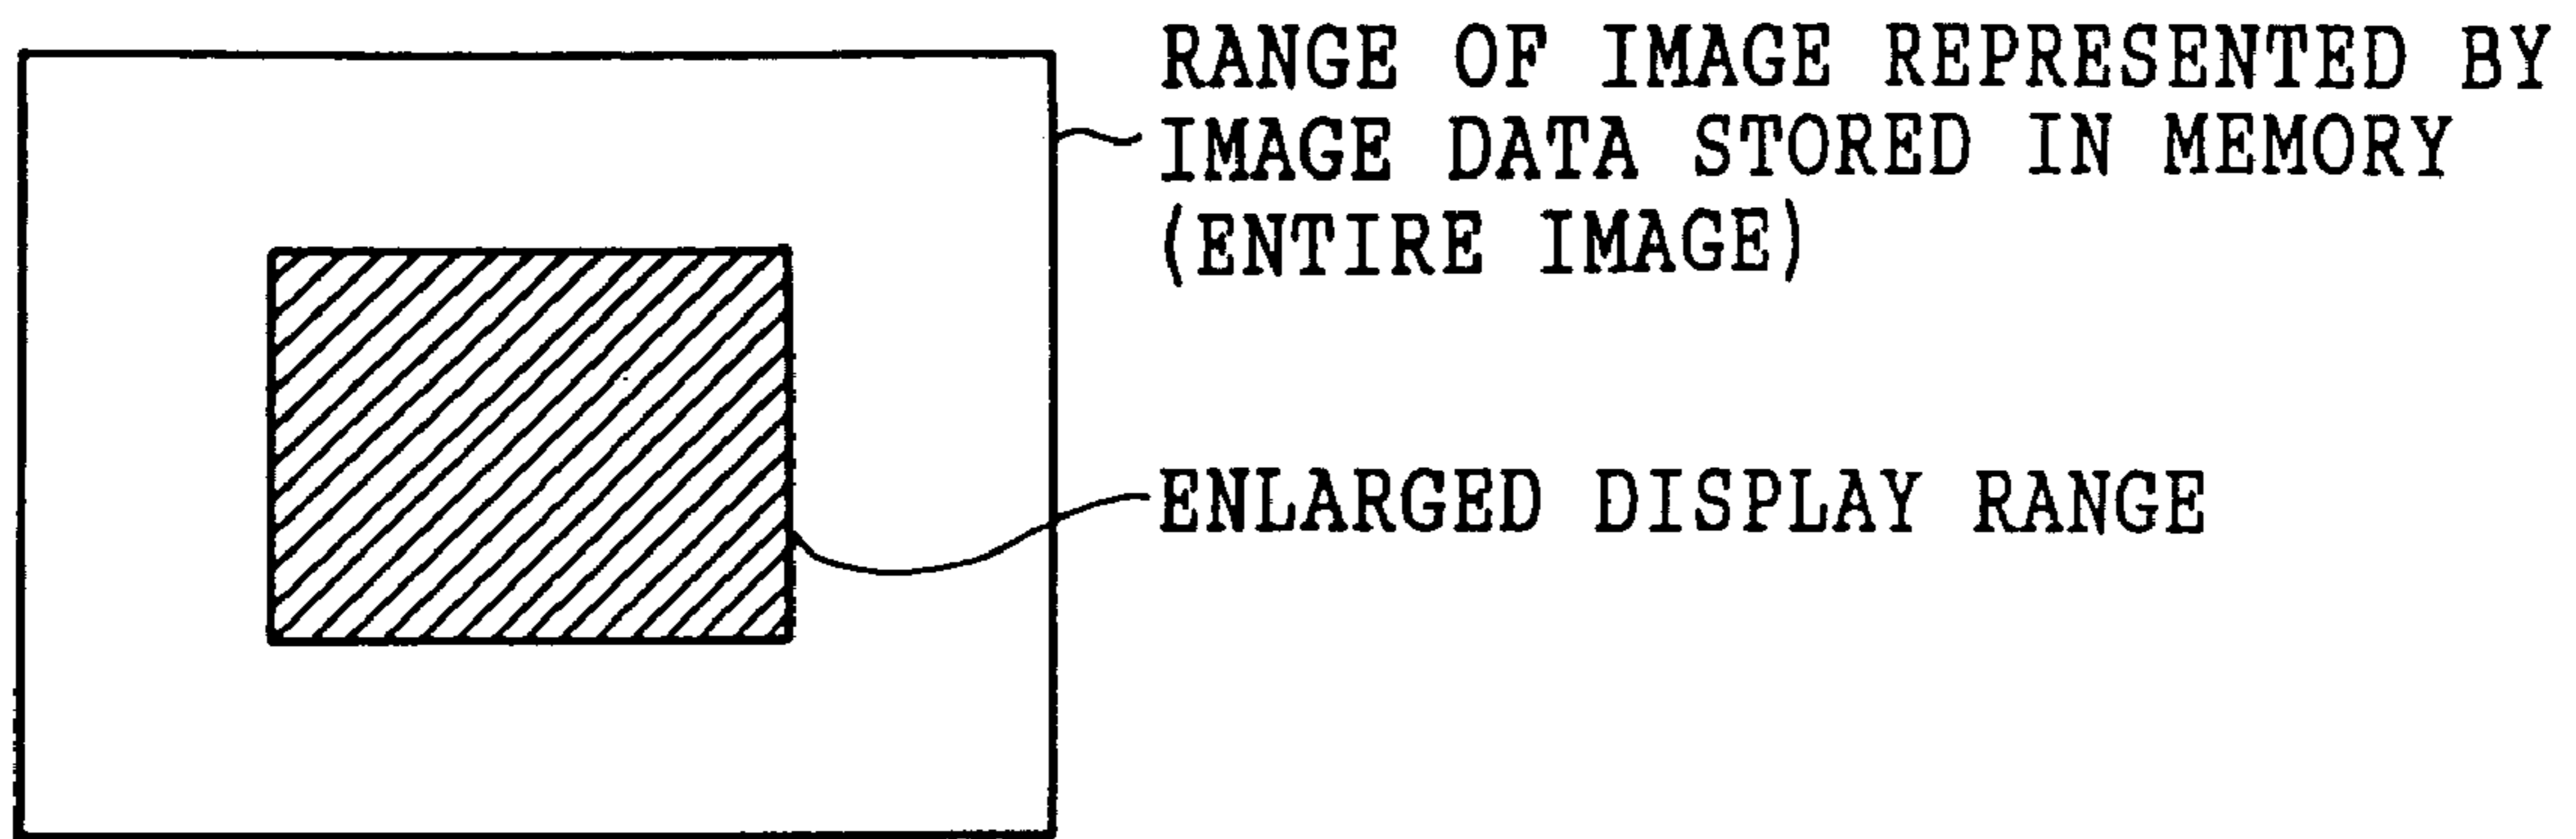 RANGE OF IMAGE REPRESENTED BY
IMAGE DATA STORED IN MEMORY
(ENTIRE IMAGE)
ENLARGED DISPLAY RANGE